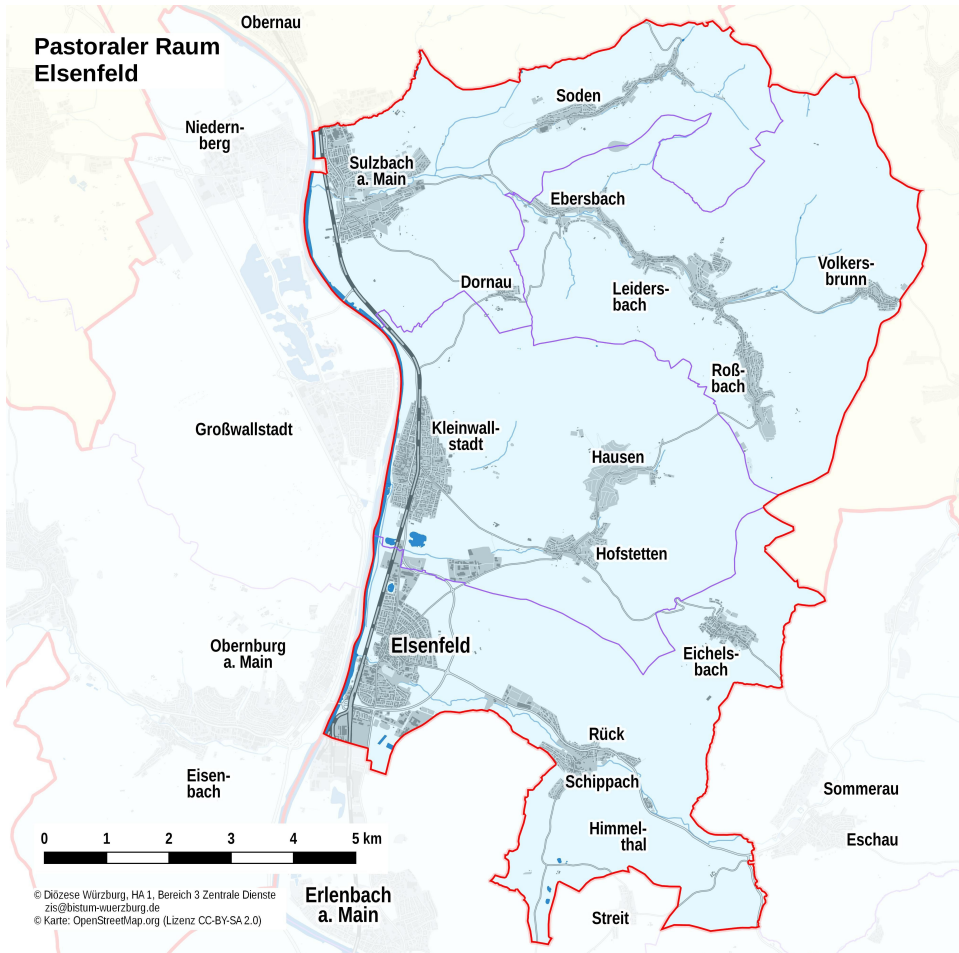 Obernau
Pastoraler Raum
Elsenfeld
Soden
Niedern-
berg
Sulzbach
a. Main
Ebersbach
Volkers-
brunn
Dornau
Leiders-
bach
Roß-
bach
Großwallstadt
Kleinwall-
stadt
Hausen
Hofstetten
Obernburg
a. Main
Elsenfeld
Eichels-
bach
Rück
Eisen-
bach
Schippach
Sommerau
Himmel-
thal
Eschau
0 1 2 3 4 5 km
Erlenbach
a. Main
Streit
© Diözese Würzburg, HA 1, Bereich 3 Zentrale Dienste
zis@bistum-wuerzburg.de
© Karte: OpenStreetMap.org (Lizenz CC-BY-SA 2.0)